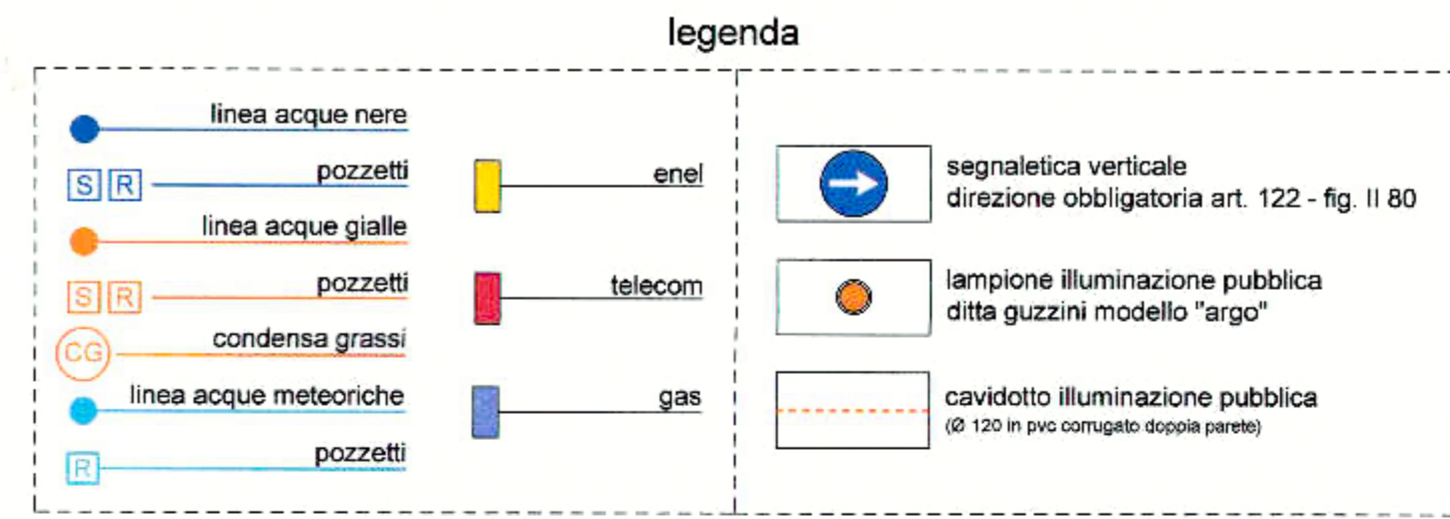 legenda
linea acque nere
S R pozzetti
linea acque gialle
S R pozzetti
CG condensa grassi
linea acque meteoriche
R pozzetti
enel
telecom
gas
segnaletica verticale
direzione obbligatoria art. 122 - fig. II 80
lampione illuminazione pubblica
ditta guzzini modello "argo"
cavidotto illuminazione pubblica
(Ø 120 in pvc corrugato doppia parete)